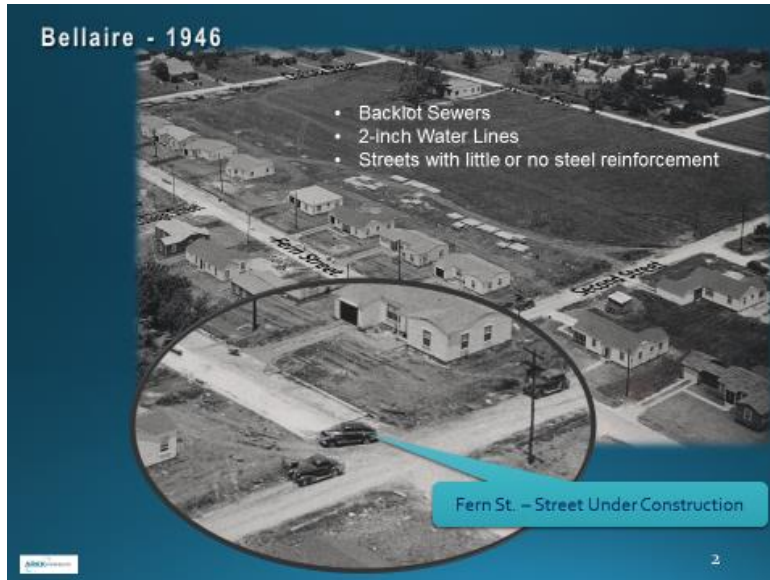 Bellaire - 1946
• Backlot Sewers
• 2-inch Water Lines
• Streets with little or no steel reinforcement
Fern Street
Second Street
Fern St. – Street Under Construction
2